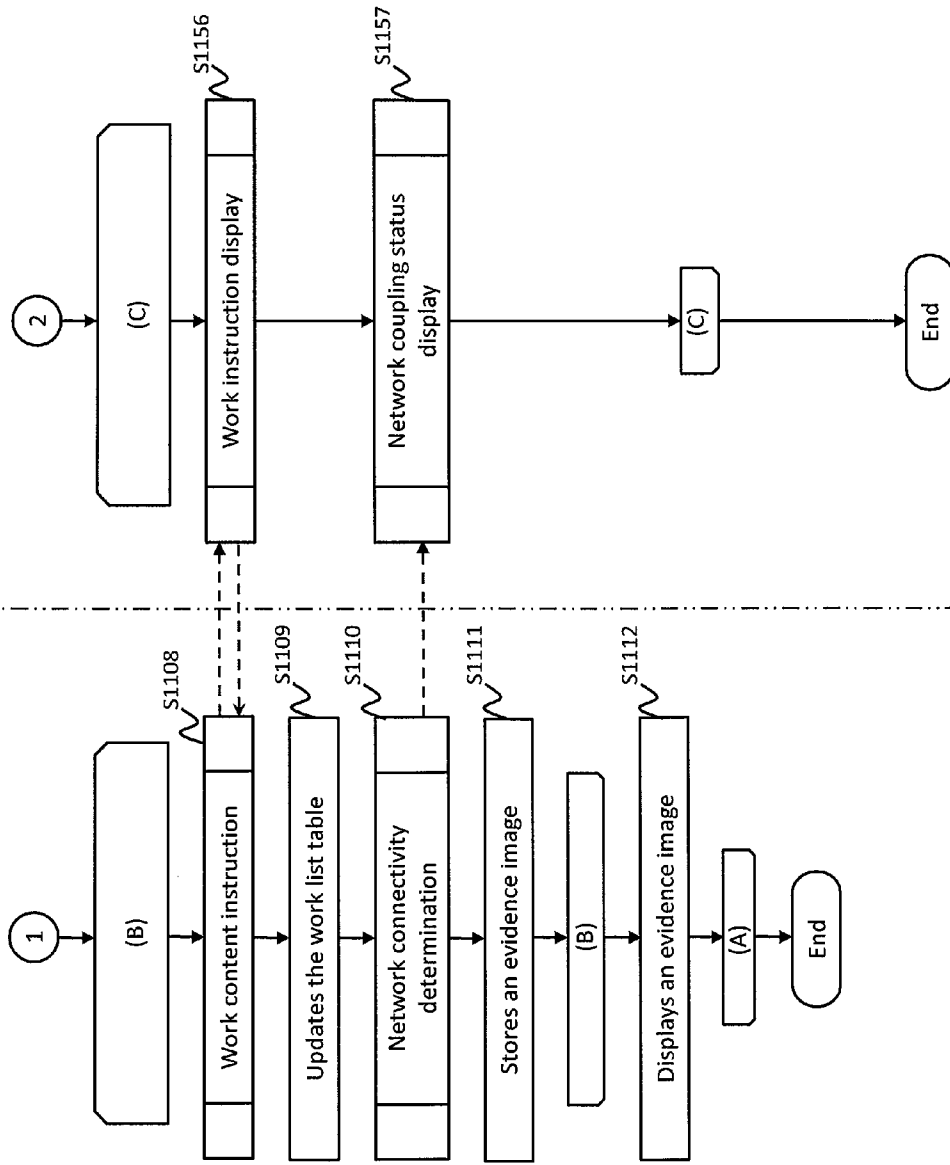 1
(B)
S1108
Work content instruction
S1109
Updates the work list table
S1110
Network connectivity
determination
S1111
Stores an evidence image
(B)
S1112
Displays an evidence image
(A)
End
2
(C)
S1156
Work instruction display
S1157
Network coupling status
display
(C)
End